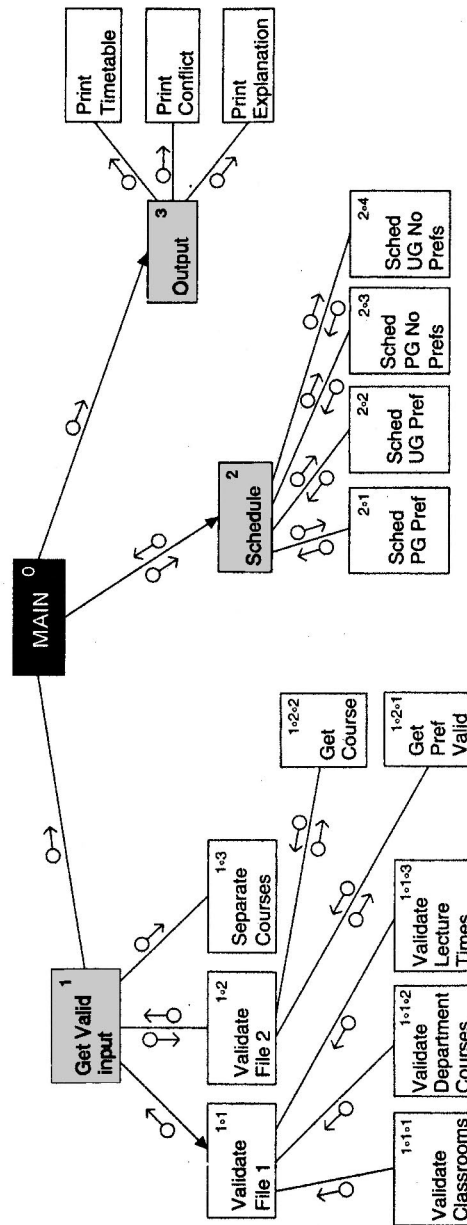 MAIN
0
Get Valid
input
1
Schedule
2
Output
3
Validate
File 1
1∘1
Validate
File 2
1∘2
Separate
Courses
1∘3
Validate
Classrooms
1∘1∘1
Validate
Department
Courses
1∘1∘2
Validate
Lecture
Times
1∘1∘3
Get
Pref
Valid
1∘2∘1
Get
Course
1∘2∘2
Sched
PG Pref
2∘1
Sched
UG Pref
2∘2
Sched
PG No
Prefs
2∘3
Sched
UG No
Prefs
2∘4
Print
Timetable
Print
Conflict
Print
Explanation